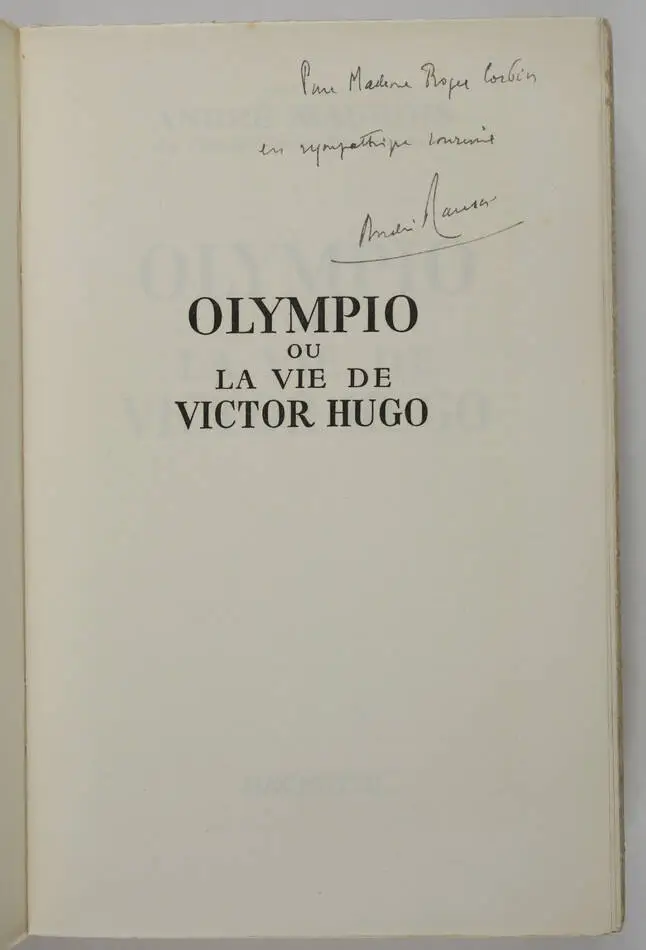 Pour Madame Roger Corbin
en sympathique souvenir
André Maurois
OLYMPIO
OU
LA VIE DE
VICTOR HUGO